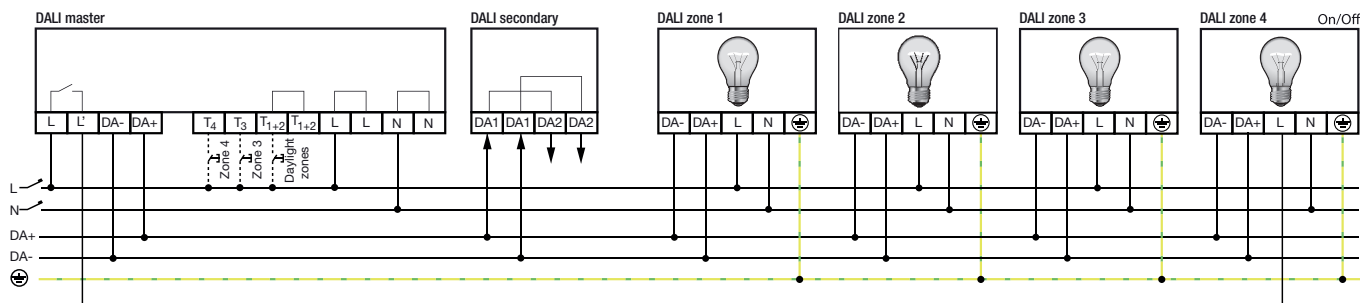 DALI master
DALI secondary
DALI zone 1
DALI zone 2
DALI zone 3
DALI zone 4 On/Off
L L' DA- DA+ T4 T3 T1+2 T1+2 L L N N
DA1 DA1 DA2 DA2
DA- DA+ L N
DA- DA+ L N
DA- DA+ L N
DA- DA+ L N
Zone 4
Zone 3
Daylight
zones
L
N
DA+
DA-